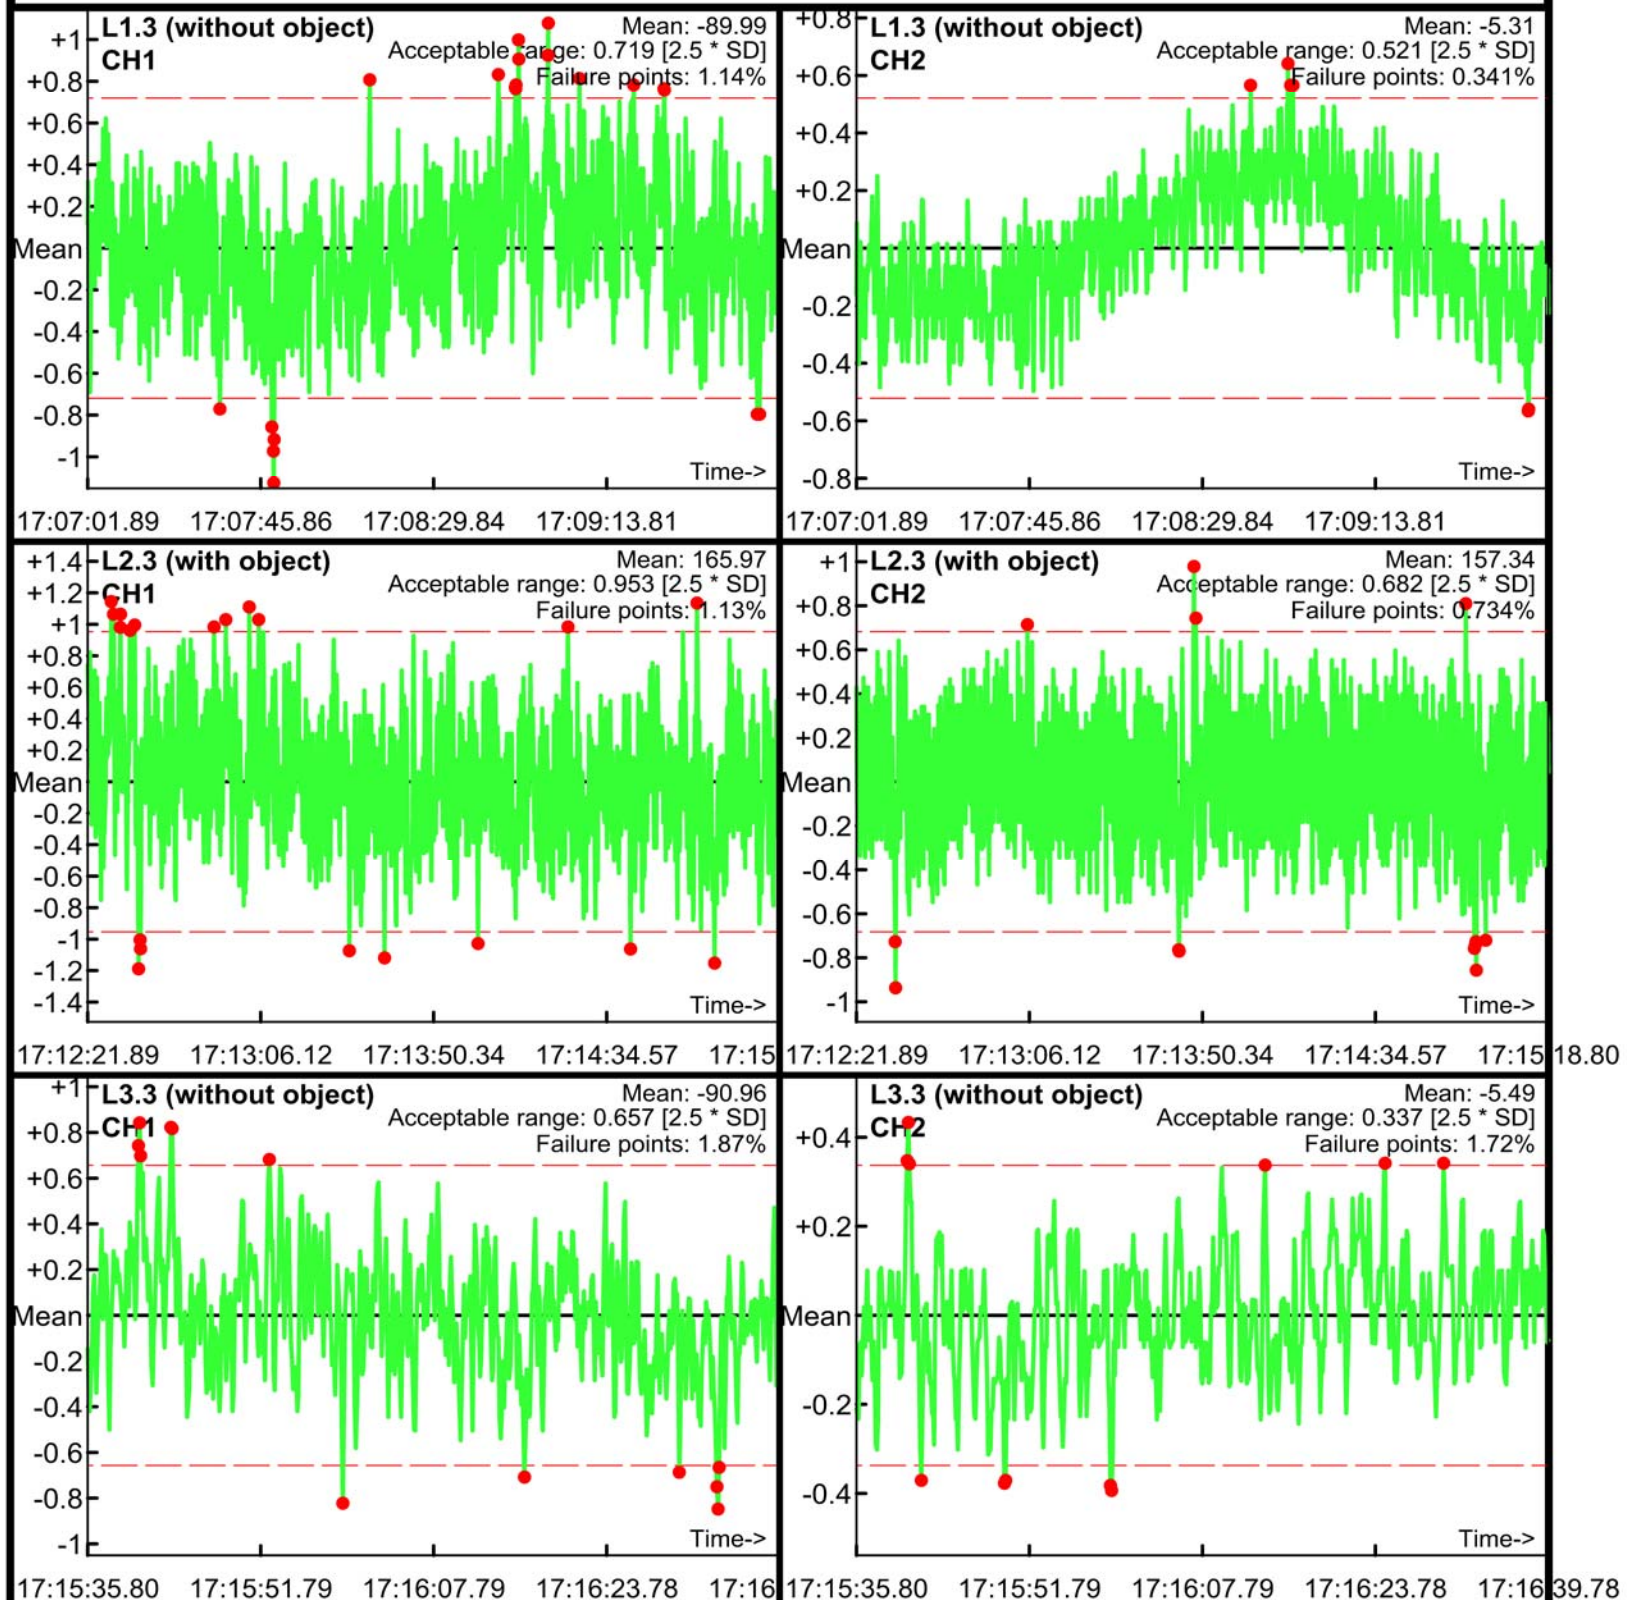 L1.3 (without object)
CH1
Mean: -89.99
Acceptable range: 0.719 [2.5 * SD]
Failure points: 1.14%
+1
+0.8
+0.6
+0.4
+0.2
Mean
-0.2
-0.4
-0.6
-0.8
-1
Time->
17:07:01.89 17:07:45.86 17:08:29.84 17:09:13.81
L1.3 (without object)
CH2
Mean: -5.31
Acceptable range: 0.521 [2.5 * SD]
Failure points: 0.341%
+0.8
+0.6
+0.4
+0.2
Mean
-0.2
-0.4
-0.6
-0.8
Time->
17:07:01.89 17:07:45.86 17:08:29.84 17:09:13.81
L2.3 (with object)
CH1
Mean: 165.97
Acceptable range: 0.953 [2.5 * SD]
Failure points: 1.13%
+1.4
+1.2
+1
+0.8
+0.6
+0.4
+0.2
Mean
-0.2
-0.4
-0.6
-0.8
-1
-1.2
-1.4
Time->
17:12:21.89 17:13:06.12 17:13:50.34 17:14:34.57 17:15
L2.3 (with object)
CH2
Mean: 157.34
Acceptable range: 0.682 [2.5 * SD]
Failure points: 0.734%
+1
+0.8
+0.6
+0.4
+0.2
Mean
-0.2
-0.4
-0.6
-0.8
-1
Time->
17:12:21.89 17:13:06.12 17:13:50.34 17:14:34.57 17:15:18.80
L3.3 (without object)
CH1
Mean: -90.96
Acceptable range: 0.657 [2.5 * SD]
Failure points: 1.87%
+1
+0.8
+0.6
+0.4
+0.2
Mean
-0.2
-0.4
-0.6
-0.8
-1
Time->
17:15:35.80 17:15:51.79 17:16:07.79 17:16:23.78 17:16
L3.3 (without object)
CH2
Mean: -5.49
Acceptable range: 0.337 [2.5 * SD]
Failure points: 1.72%
+0.4
+0.2
Mean
-0.2
-0.4
Time->
17:15:35.80 17:15:51.79 17:16:07.79 17:16:23.78 17:16:39.78